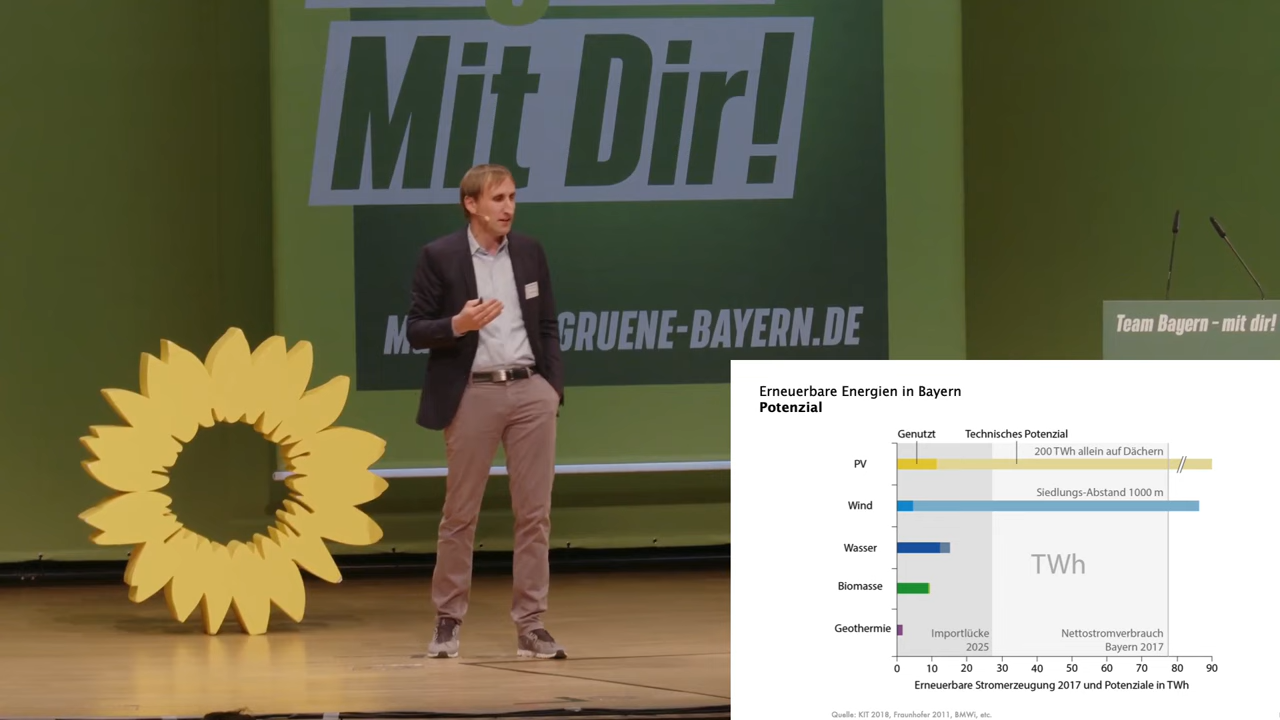 Mit Dir!
GRUENE-BAYERN.DE
Team Bayern – mit dir!
Erneuerbare Energien in Bayern
Potenzial
Genutzt Technisches Potenzial
200 TWh allein auf Dächern
PV
Siedlungs-Abstand 1000 m
Wind
Wasser
TWh
Biomasse
Geothermie
Importlücke
2025
Nettostromverbrauch
Bayern 2017
0 10 20 30 40 50 60 70 80 90
Erneuerbare Stromerzeugung 2017 und Potenziale in TWh
Quelle: KIT 2018, Fraunhofer 2011, BMWi, etc.